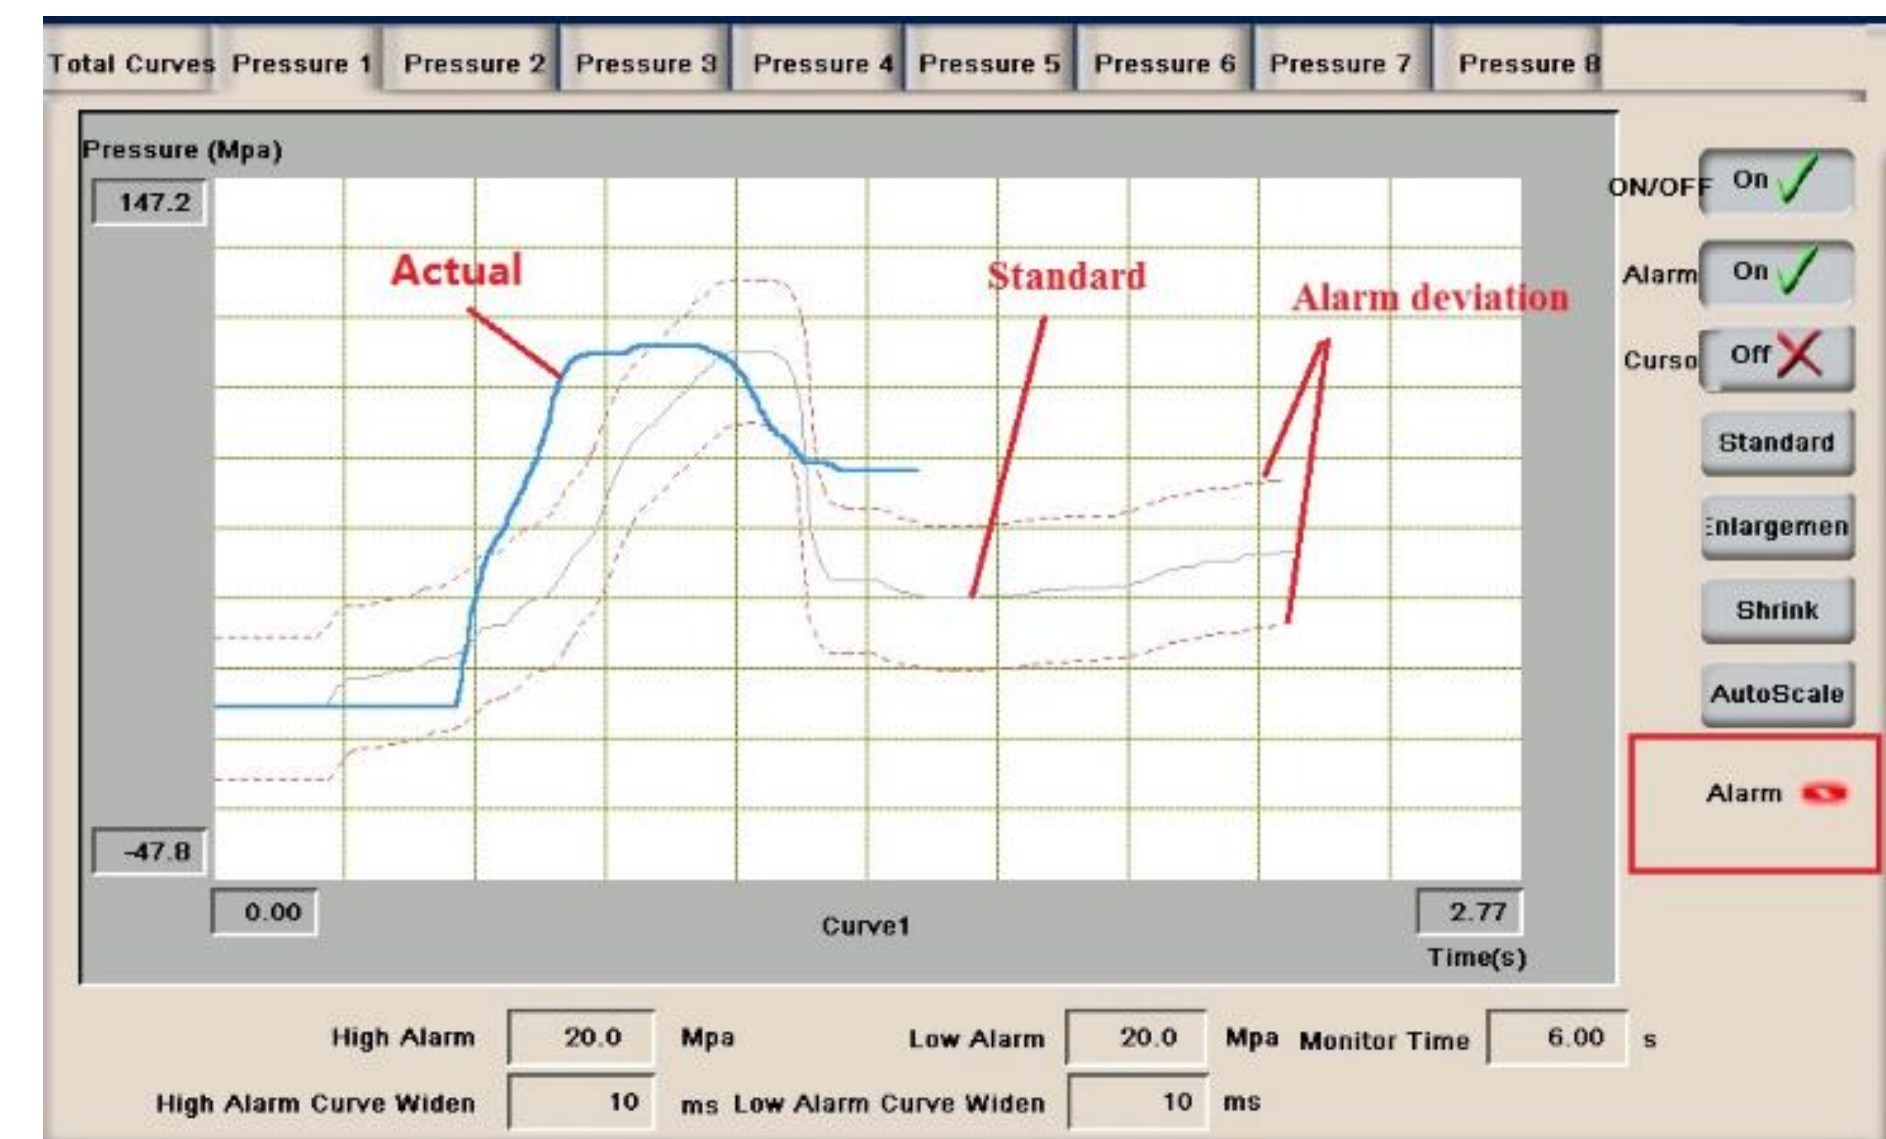 Total Curves Pressure 1 Pressure 2 Pressure 3 Pressure 4 Pressure 5 Pressure 6 Pressure 7 Pressure 8
Pressure (Mpa)
147.2
Actual
Standard
Alarm deviation
-47.8
0.00
Curve1
2.77
Time(s)
ON/OFF On
Alarm On
Curso Off
Standard
Enlargemen
Shrink
AutoScale
Alarm
High Alarm 20.0 Mpa Low Alarm 20.0 Mpa Monitor Time 6.00 s
High Alarm Curve Widen 10 ms Low Alarm Curve Widen 10 ms